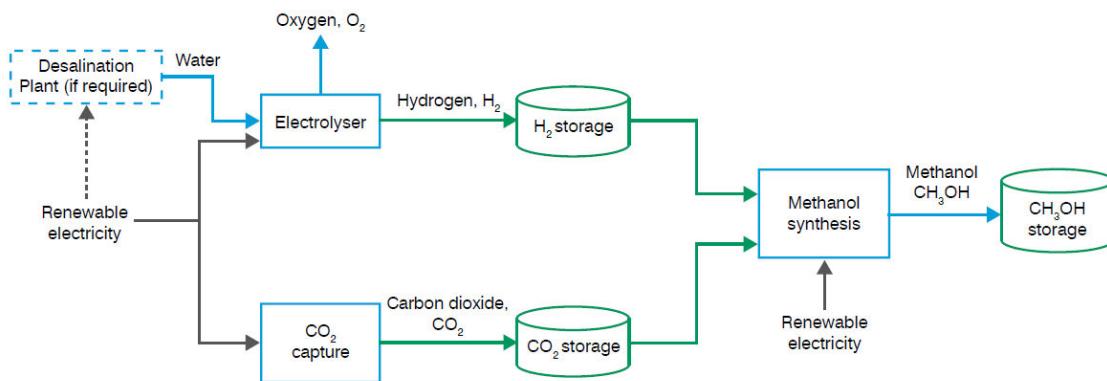 Oxygen, O₂
Desalination
Plant (if required)
Water
Electrolyser
Hydrogen, H₂
H₂ storage
Renewable
electricity
Methanol
synthesis
Methanol
CH₃OH
CH₃OH
storage
CO₂
capture
Carbon dioxide,
CO₂
CO₂ storage
Renewable
electricity